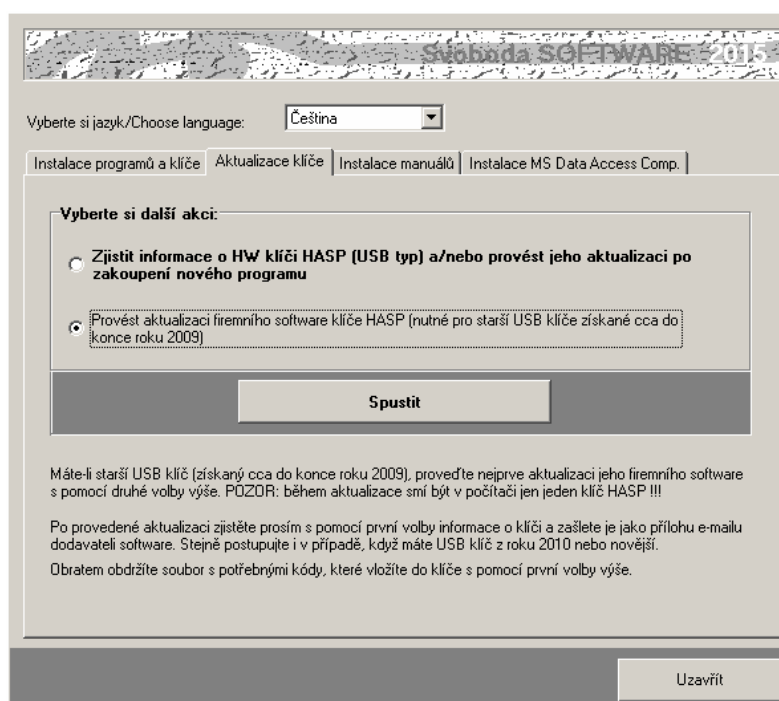 Svoboda SOFTWARE 2015
Vyberte si jazyk/Choose language:
Čeština
Instalace programů a klíče
Aktualizace klíče
Instalace manuálů
Instalace MS Data Access Comp.
Vyberte si další akci:
Zjistit informace o HW klíči HASP (USB typ) a/nebo provést jeho aktualizaci po
zakoupení nového programu
Provést aktualizaci firemního software klíče HASP (nutné pro starší USB klíče získané cca do
konce roku 2009)
Spustit
Máte-li starší USB klíč (získaný cca do konce roku 2009), proveďte nejprve aktualizaci jeho firemního software
s pomocí druhé volby výše. POZOR: během aktualizace smí být v počítači jen jeden klíč HASP !!!
Po provedené aktualizaci zjistěte prosím s pomocí první volby informace o klíči a zašlete je jako přílohu e-mailu
dodavateli software. Stejně postupujte i v případě, když máte USB klíč z roku 2010 nebo novější.
Obratem obdržíte soubor s potřebnými kódy, které vložíte do klíče s pomocí první volby výše.
Uzavřít